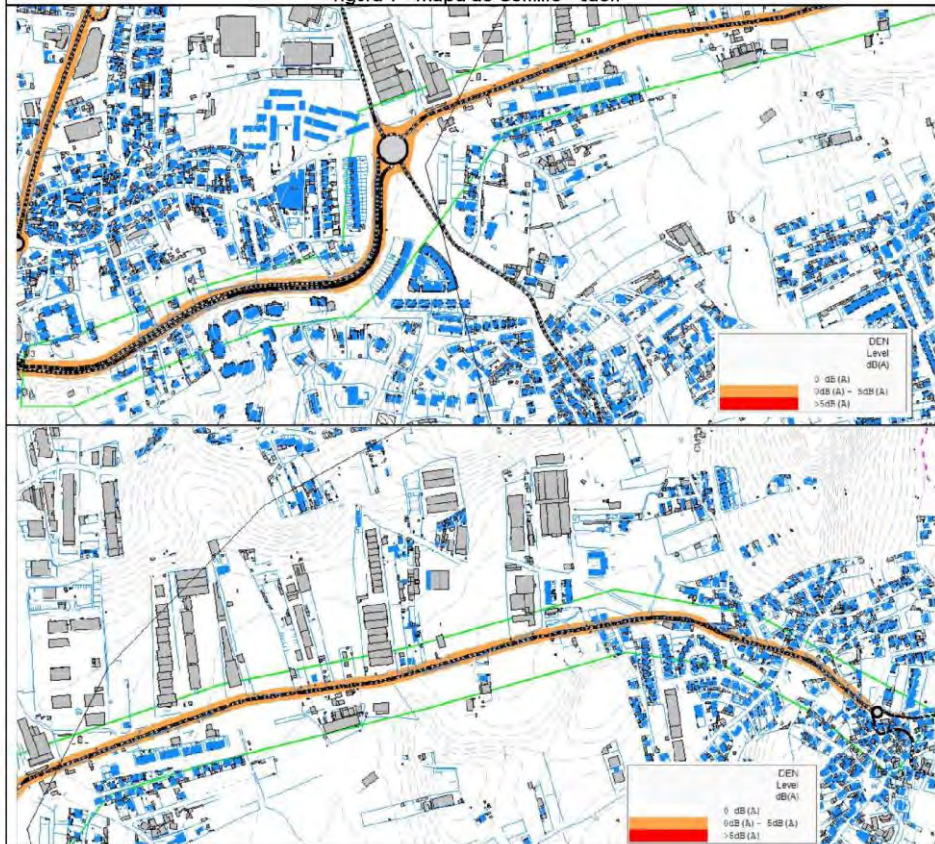 DEN
Level
dB(A)
0 dB(A)
0dB(A) - 5dB(A)
>5dB(A)
DEN
Level
dB(A)
0 dB(A)
0dB(A) - 5dB(A)
>5dB(A)